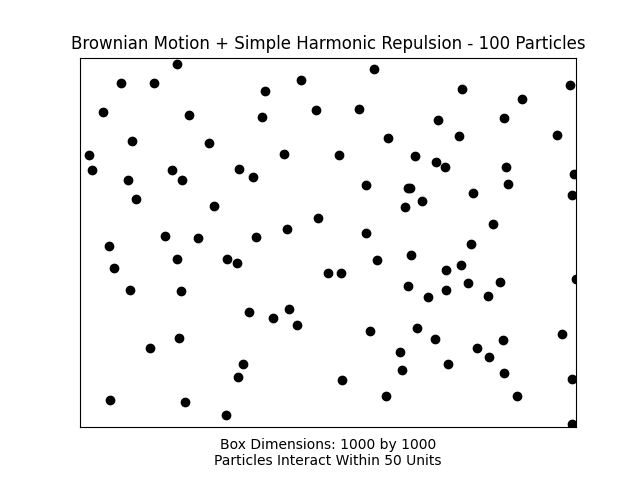 Brownian Motion + Simple Harmonic Repulsion - 100 Particles
Box Dimensions: 1000 by 1000
Particles Interact Within 50 Units